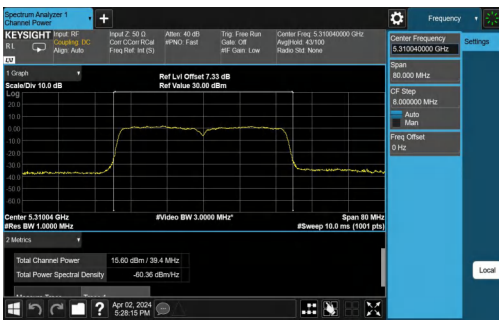 Spectrum Analyzer 1
Channel Power
+
Frequency
KEYSIGHT
RL
LV
Input: RF
Coupling: DC
Align: Auto
Input Z: 50 Ω
Corr CCorr RCal
Freq Ref: Int (S)
Atten: 40 dB
#PNO: Fast
Trig: Free Run
Gate: Off
#IF Gain: Low
Center Freq: 5.310040000 GHz
Avg|Hold: 43/100
Radio Std: None
Center Frequency
5.310040000 GHz
Settings
Span
80.000 MHz
CF Step
8.000000 MHz
Auto
Man
Freq Offset
0 Hz
Local
1 Graph
Scale/Div 10.0 dB
Ref Lvl Offset 7.33 dB
Ref Value 30.00 dBm
Log
20.0
10.0
0.00
-10.0
-20.0
-30.0
-40.0
-50.0
-60.0
Center 5.31004 GHz
#Video BW 3.0000 MHz*
Span 80 MHz
#Res BW 1.0000 MHz
#Sweep 10.0 ms (1001 pts)
2 Metrics
Total Channel Power
15.60 dBm / 39.4 MHz
Total Power Spectral Density
-60.36 dBm/Hz
?
Apr 02, 2024
5:28:15 PM